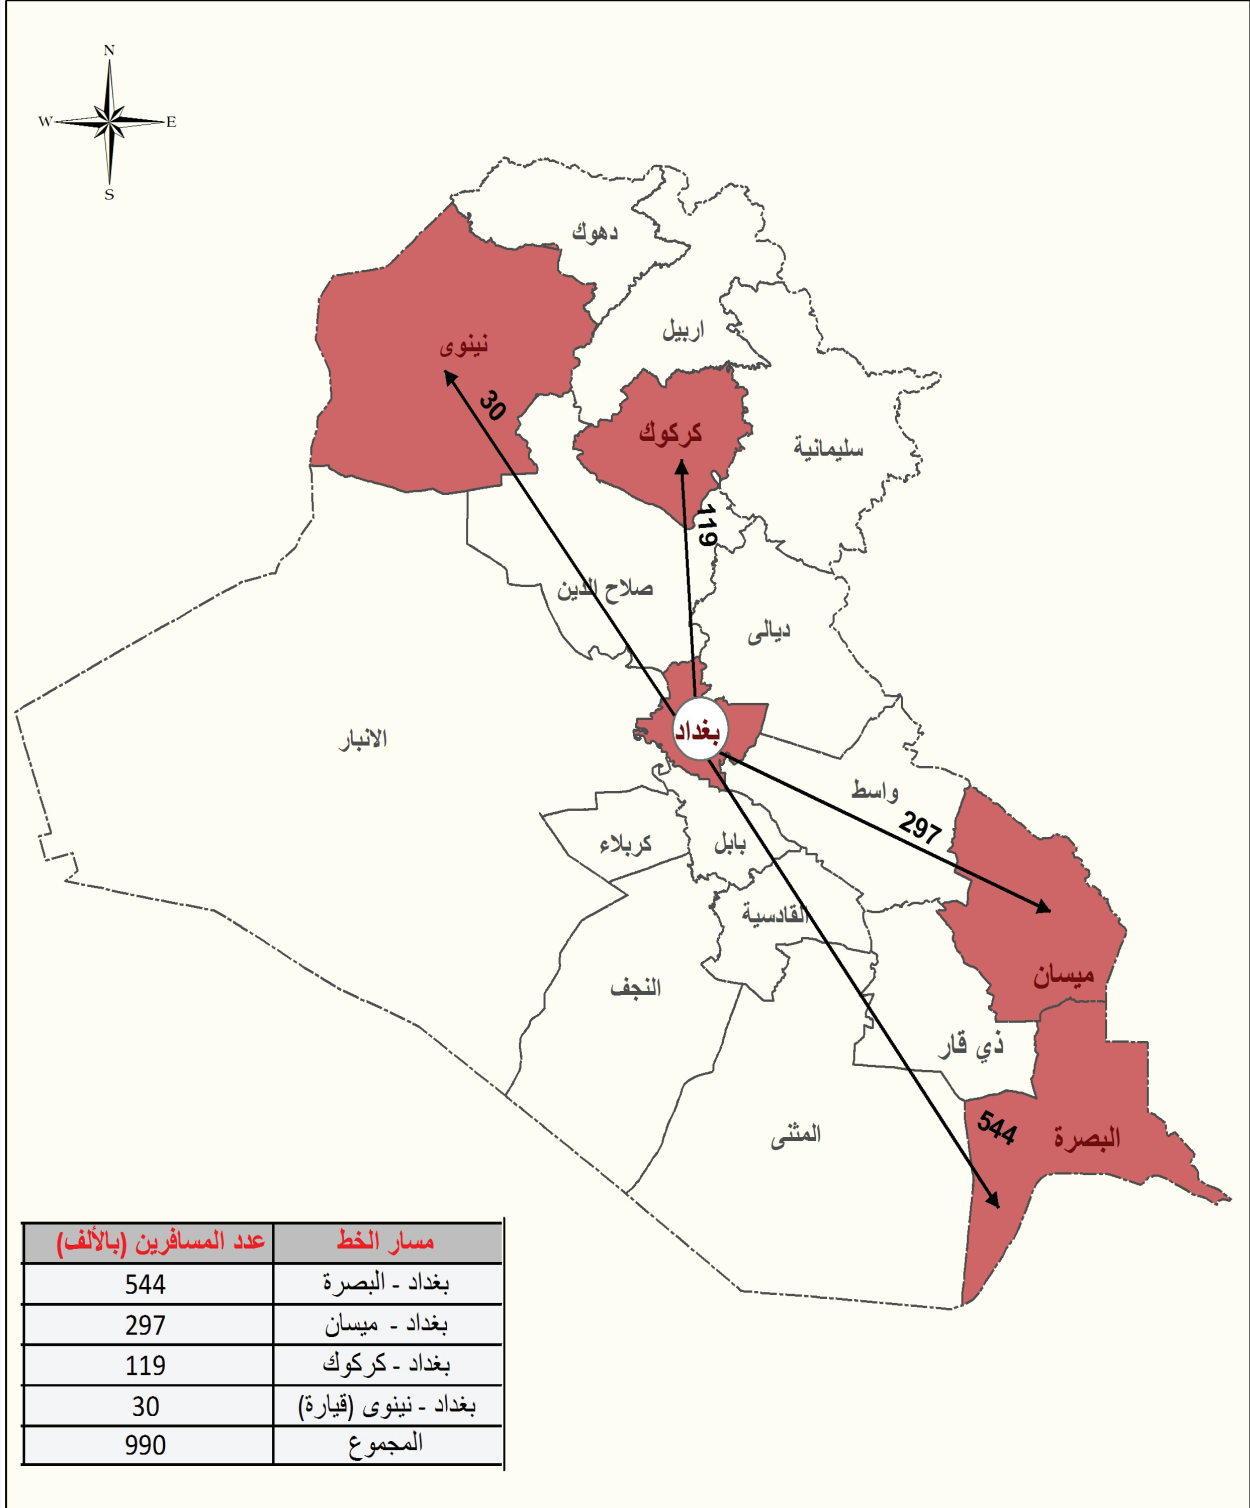 N
W E
S
دهوك
نينوى
اربيل
30
كركوك
سليمانية
119
صلاح الدين
ديالى
بغداد
الانبار
واسط
297
كربلاء
بابل
القادسية
ميسان
النجف
ذي قار
544
البصرة
المثنى
مسار الخط عدد المسافرين (بالألف)
بغداد - البصرة 544
بغداد - ميسان 297
بغداد - كركوك 119
بغداد - نينوى (قيارة) 30
المجموع 990